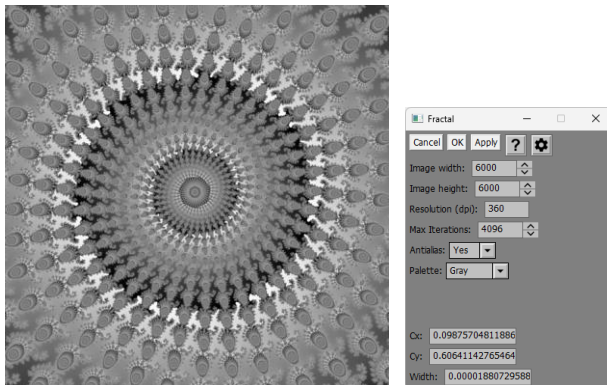 Fractal
Cancel OK Apply ?
Image width: 6000
Image height: 6000
Resolution (dpi): 360
Max Iterations: 4096
Antialias: Yes
Palette: Gray
Cx: 0.09875704811886
Cy: 0.60641142765464
Width: 0.00001880729588